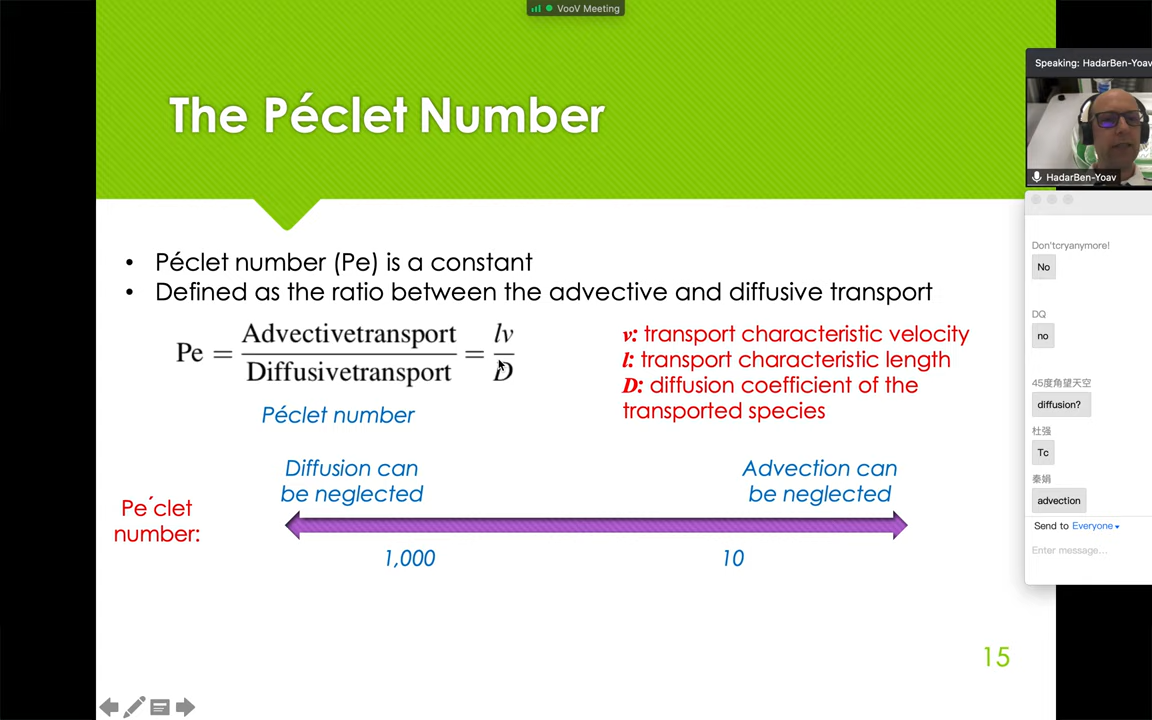 VooV Meeting
The Péclet Number
Speaking: HadarBen-Yoav
HadarBen-Yoav
• Péclet number (Pe) is a constant
• Defined as the ratio between the advective and diffusive transport
Pe = Advectivetransport / Diffusivetransport = lv / D
Péclet number
v: transport characteristic velocity
l: transport characteristic length
D: diffusion coefficient of the
transported species
Diffusion can
be neglected
Advection can
be neglected
Pe´clet
number:
1,000
10
15
Don'tcryanymore!
No
DQ
no
45度角望天空
diffusion?
杜强
Tc
秦娟
advection
Send to Everyone
Enter message...